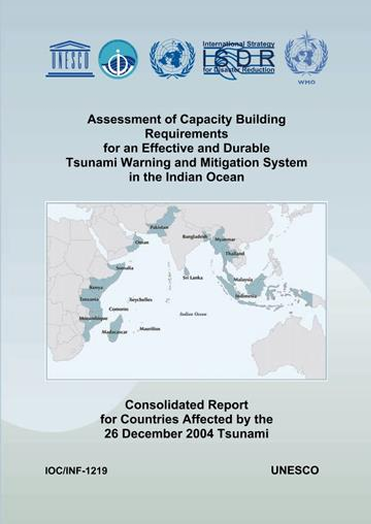 UNESCO
International Strategy
ISDR
for Disaster Reduction
WMO
Assessment of Capacity Building
Requirements
for an Effective and Durable
Tsunami Warning and Mitigation System
in the Indian Ocean
Pakistan
Oman
Bangladesh
Myanmar
Thailand
Somalia
Sri Lanka
Malaysia
Kenya
Indonesia
Tanzania
Seychelles
Comoros
Indian Ocean
Mozambique
Madagascar
Mauritius
Consolidated Report
for Countries Affected by the
26 December 2004 Tsunami
IOC/INF-1219
UNESCO